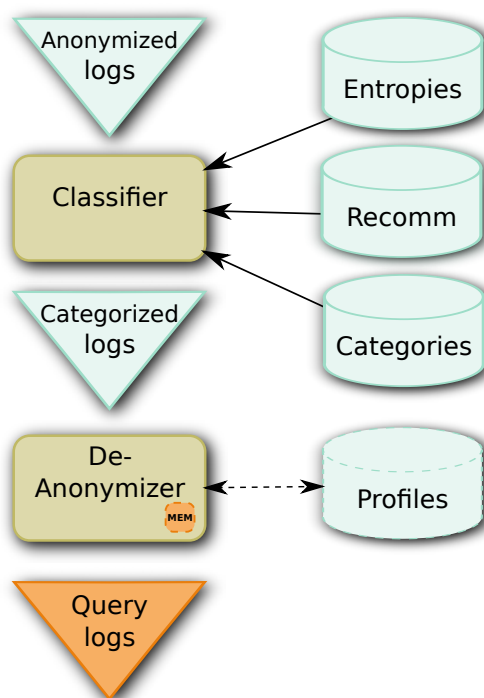 Anonymized
logs
Entropies
Classifier
Recomm
Categorized
logs
Categories
De-
Anonymizer
MEM
Profiles
Query
logs